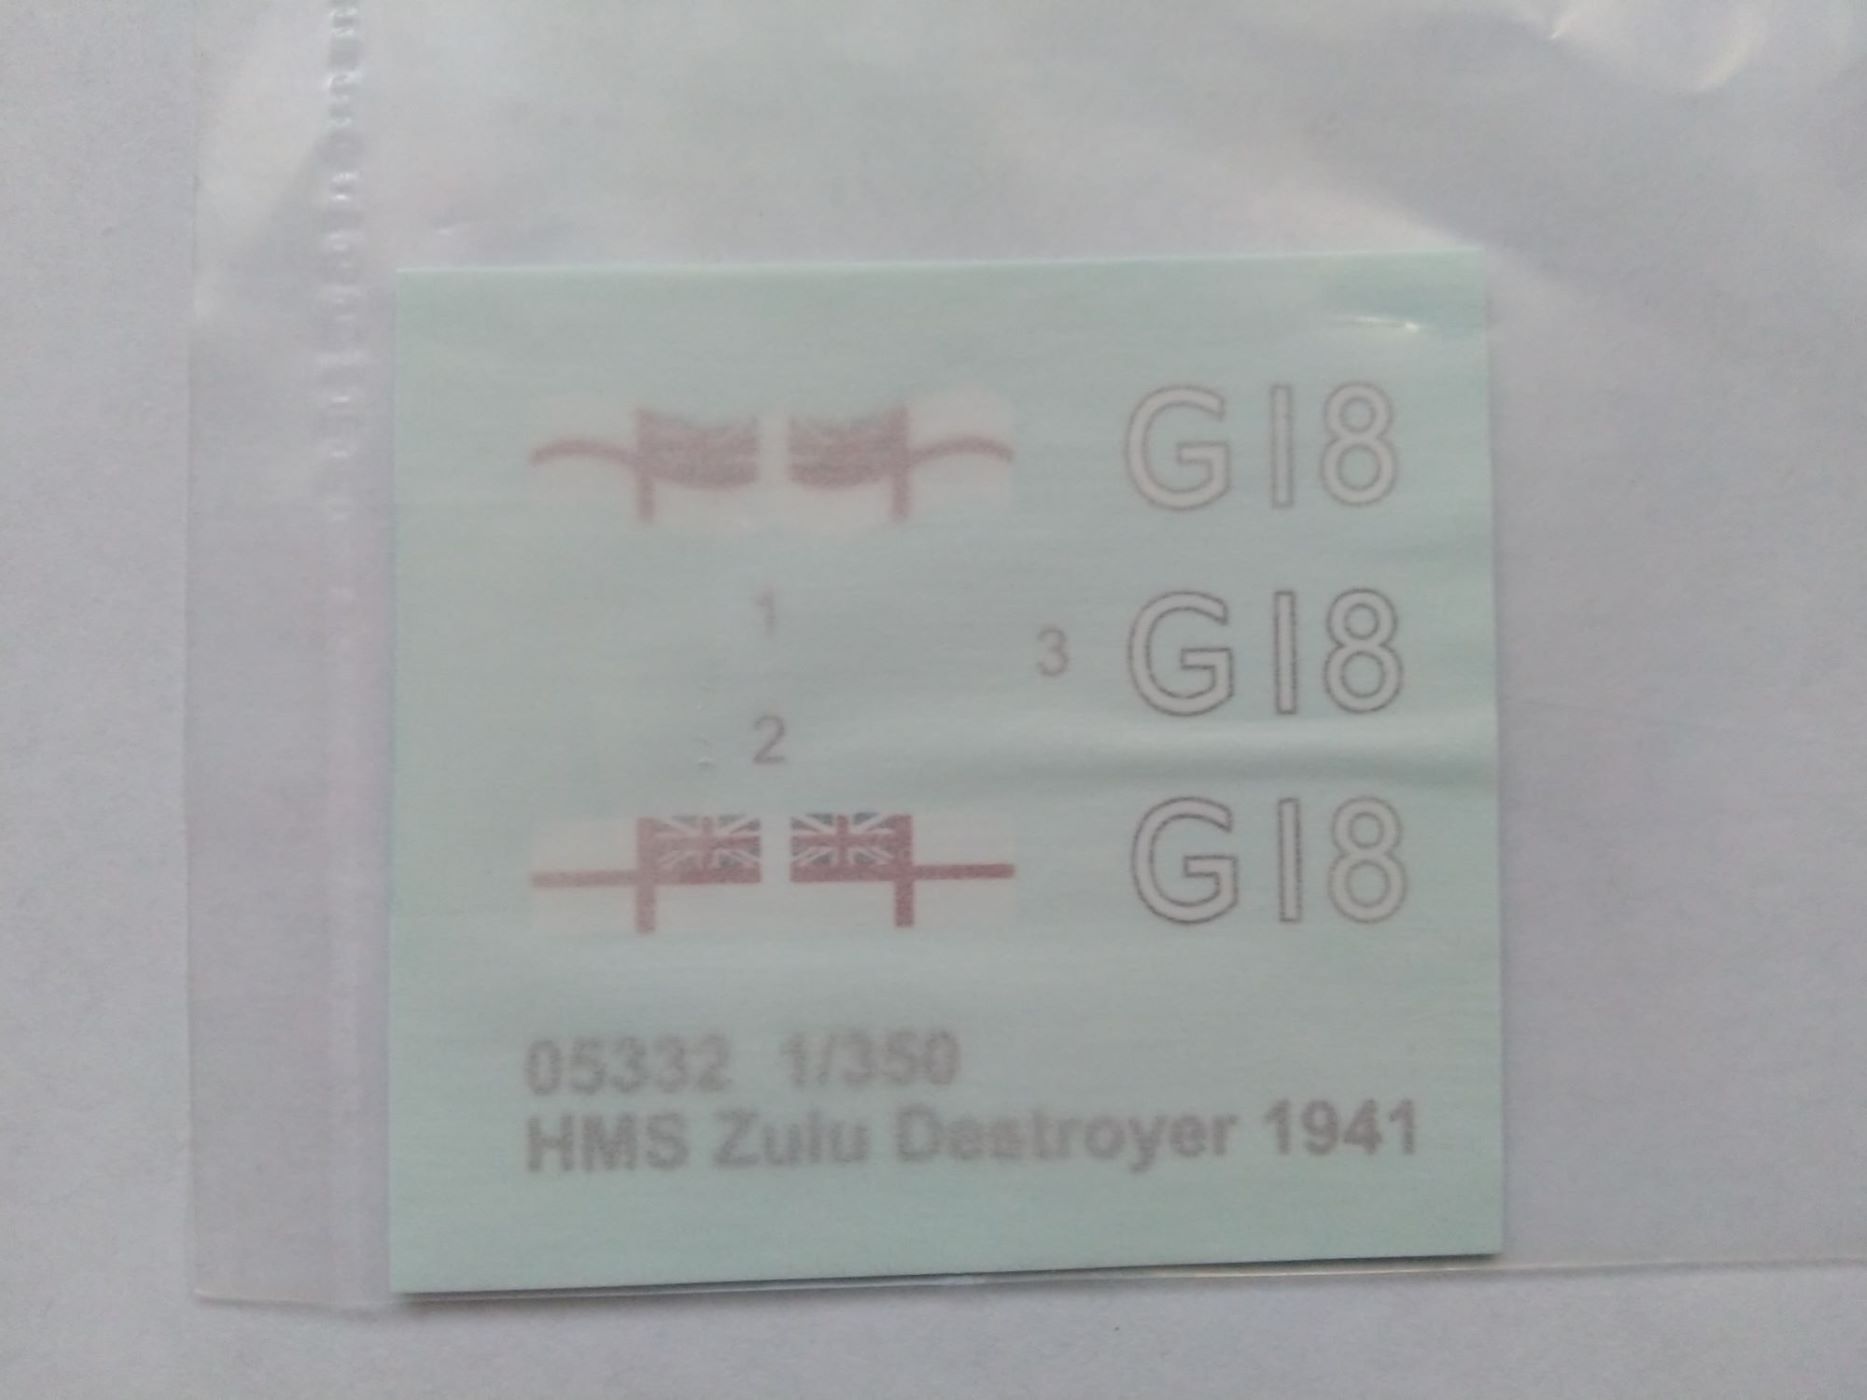 G18
1
3 G18
2
G18
05332 1/350
HMS Zulu Destroyer 1941